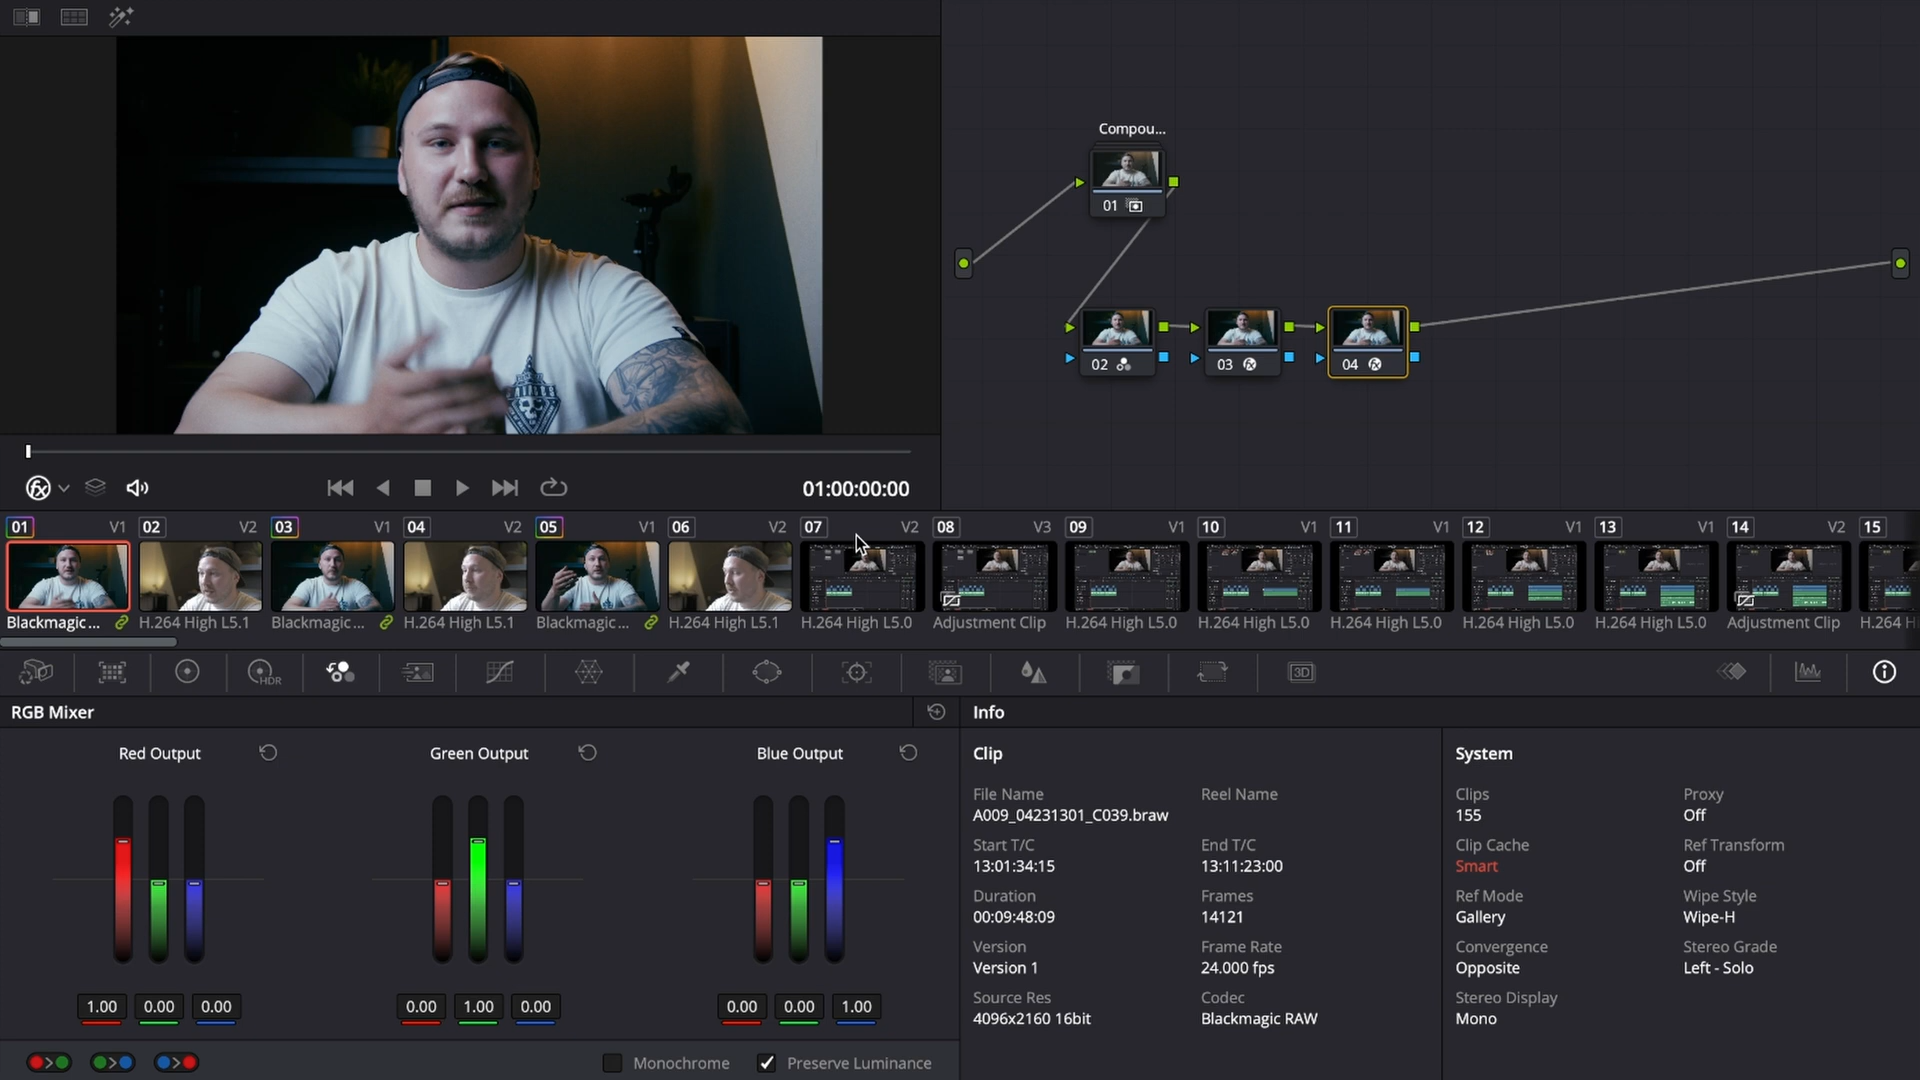 Compou...
01
02
03
04
01:00:00:00
01 V1 02 V2 03 V1 04 V2 05 V1 06 V2 07 V2 08 V3 09 V1 10 V1 11 V1 12 V1 13 V1 14 V2 15
Blackmagic ... H.264 High L5.1 Blackmagic ... H.264 High L5.1 Blackmagic ... H.264 High L5.1 H.264 High L5.0 Adjustment Clip H.264 High L5.0 H.264 High L5.0 H.264 High L5.0 H.264 High L5.0 H.264 High L5.0 Adjustment Clip H.264 H
HDR
3D
RGB Mixer
Red Output Green Output Blue Output
1.00 0.00 0.00 0.00 1.00 0.00 0.00 0.00 1.00
Monochrome Preserve Luminance
Info
Clip
File Name Reel Name
A009_04231301_C039.braw
Start T/C End T/C
13:01:34:15 13:11:23:00
Duration Frames
00:09:48:09 14121
Version Frame Rate
Version 1 24.000 fps
Source Res Codec
4096x2160 16bit Blackmagic RAW
System
Clips Proxy
155 Off
Clip Cache Ref Transform
Smart Off
Ref Mode Wipe Style
Gallery Wipe-H
Convergence Stereo Grade
Opposite Left - Solo
Stereo Display
Mono